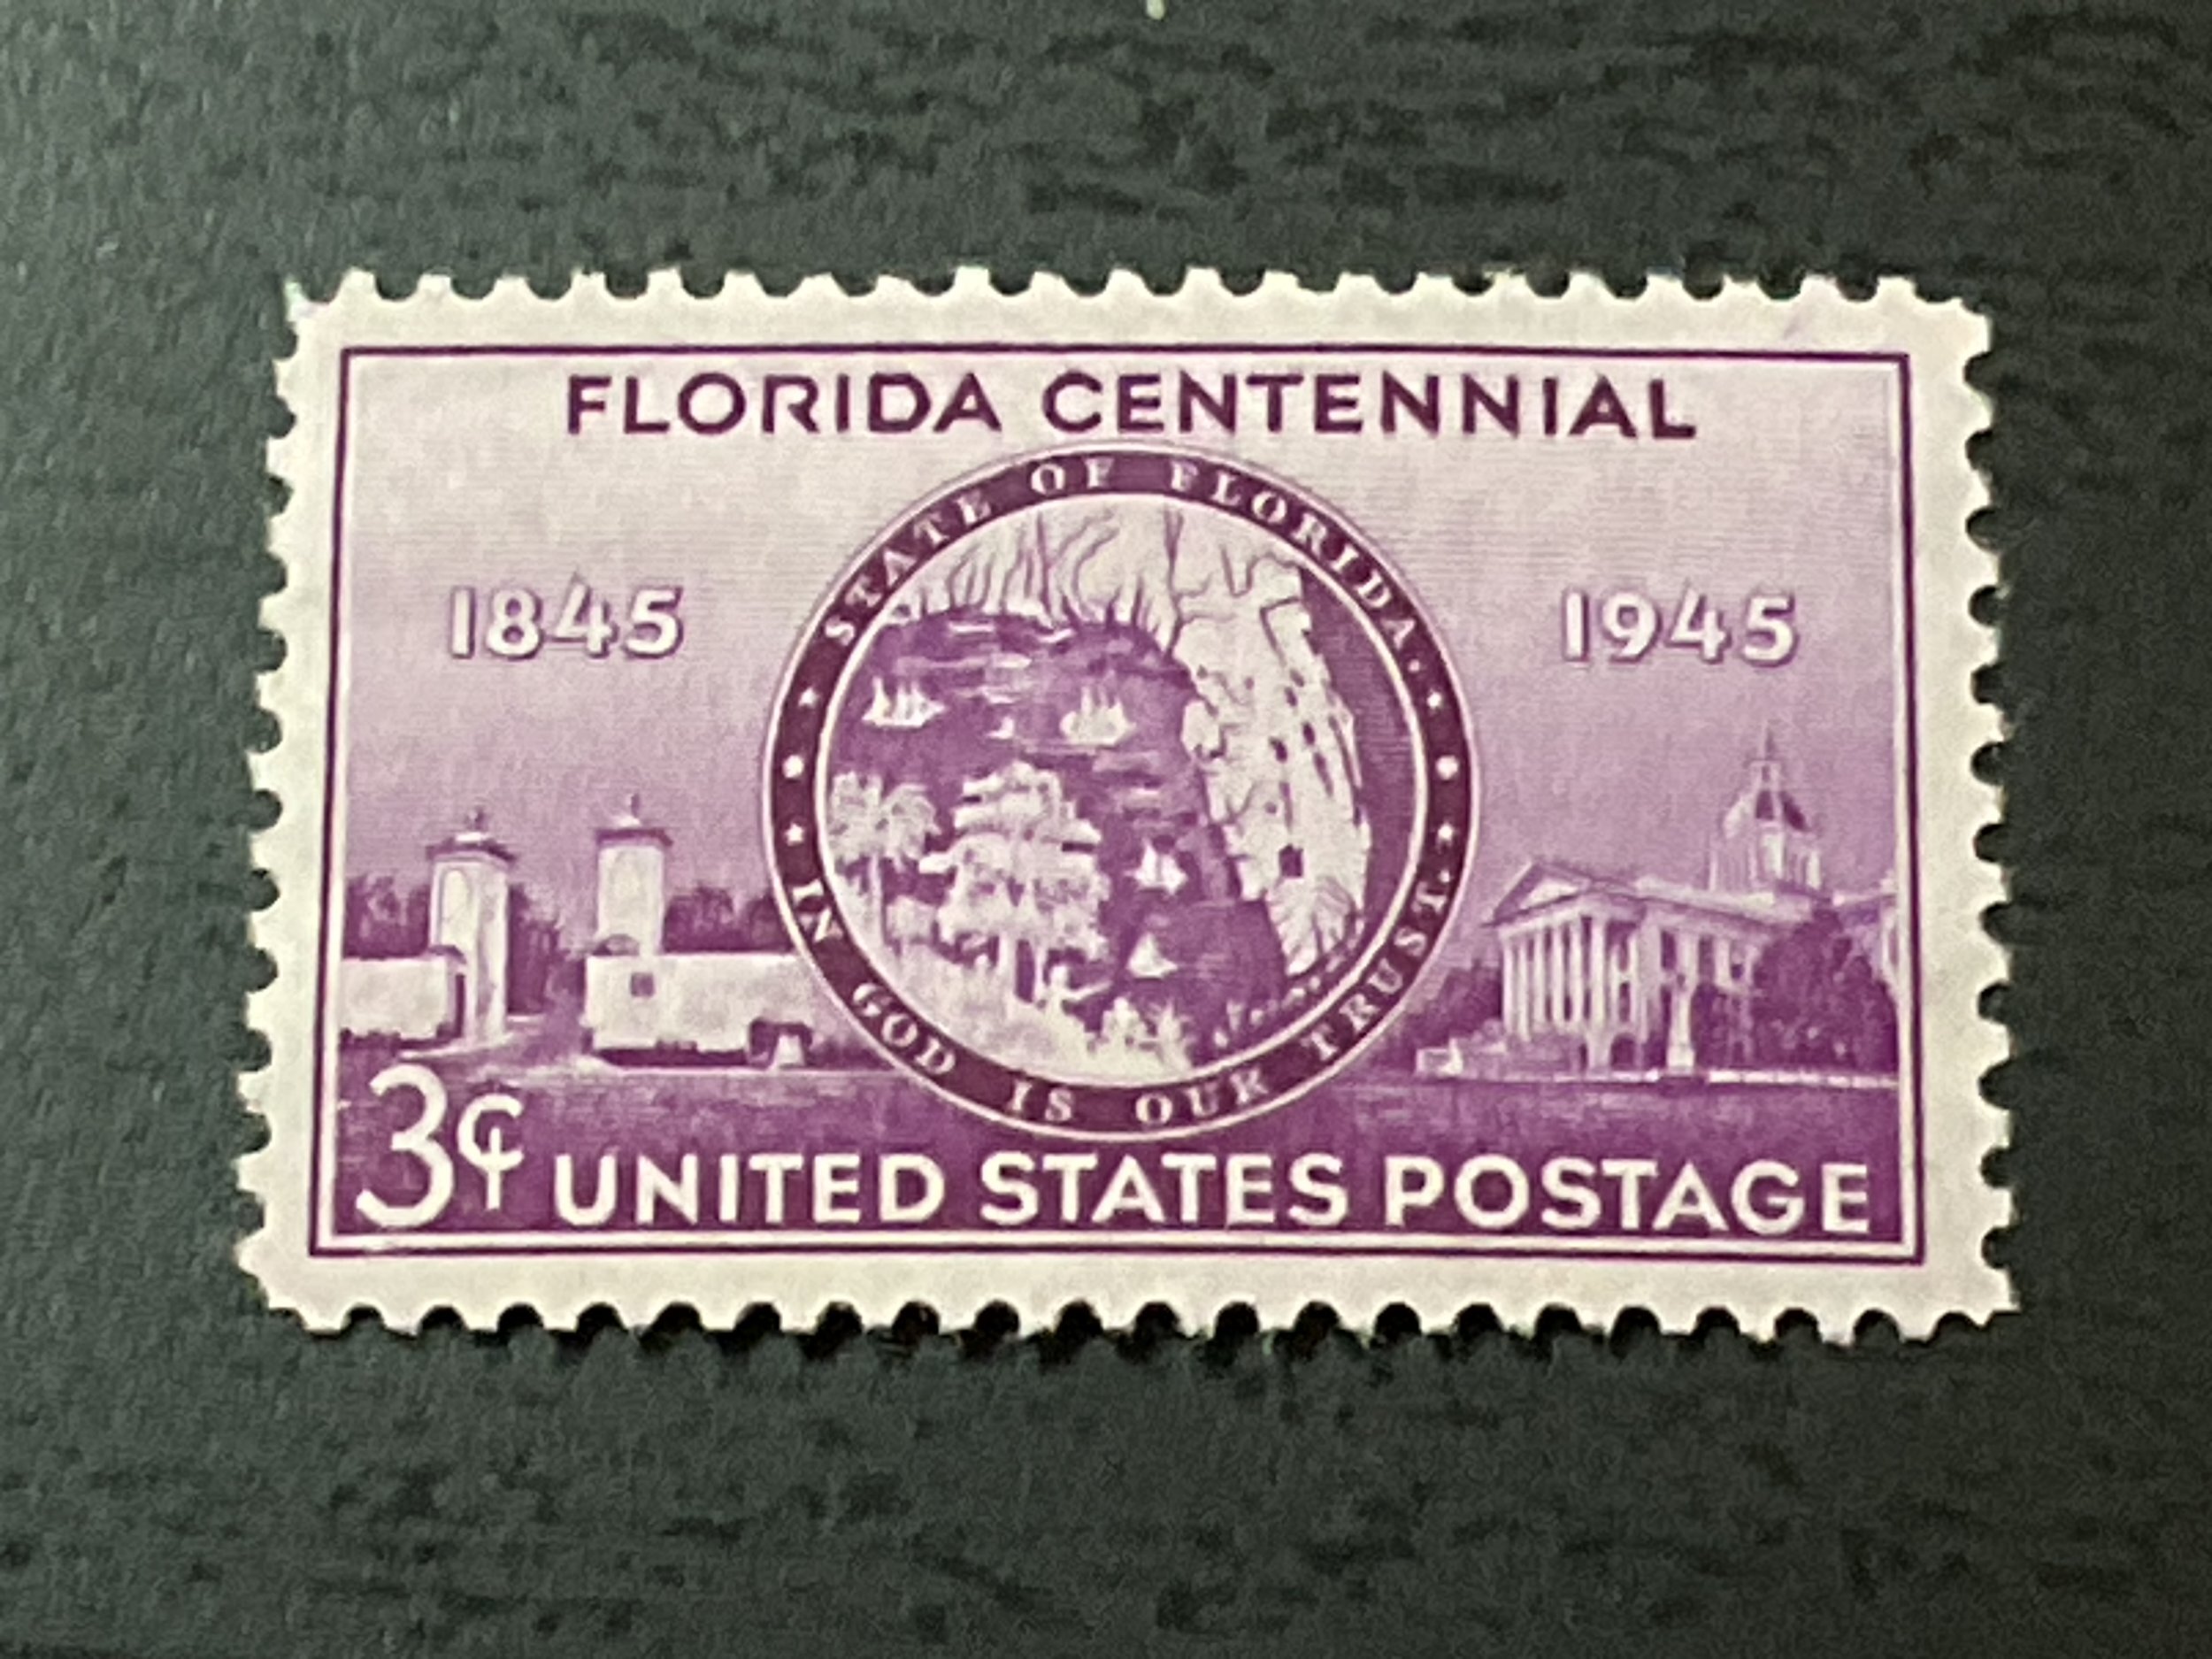 FLORIDA CENTENNIAL
STATE OF FLORIDA.
1845
1945
IN GOD IS OUR TRUST.
3¢ UNITED STATES POSTAGE